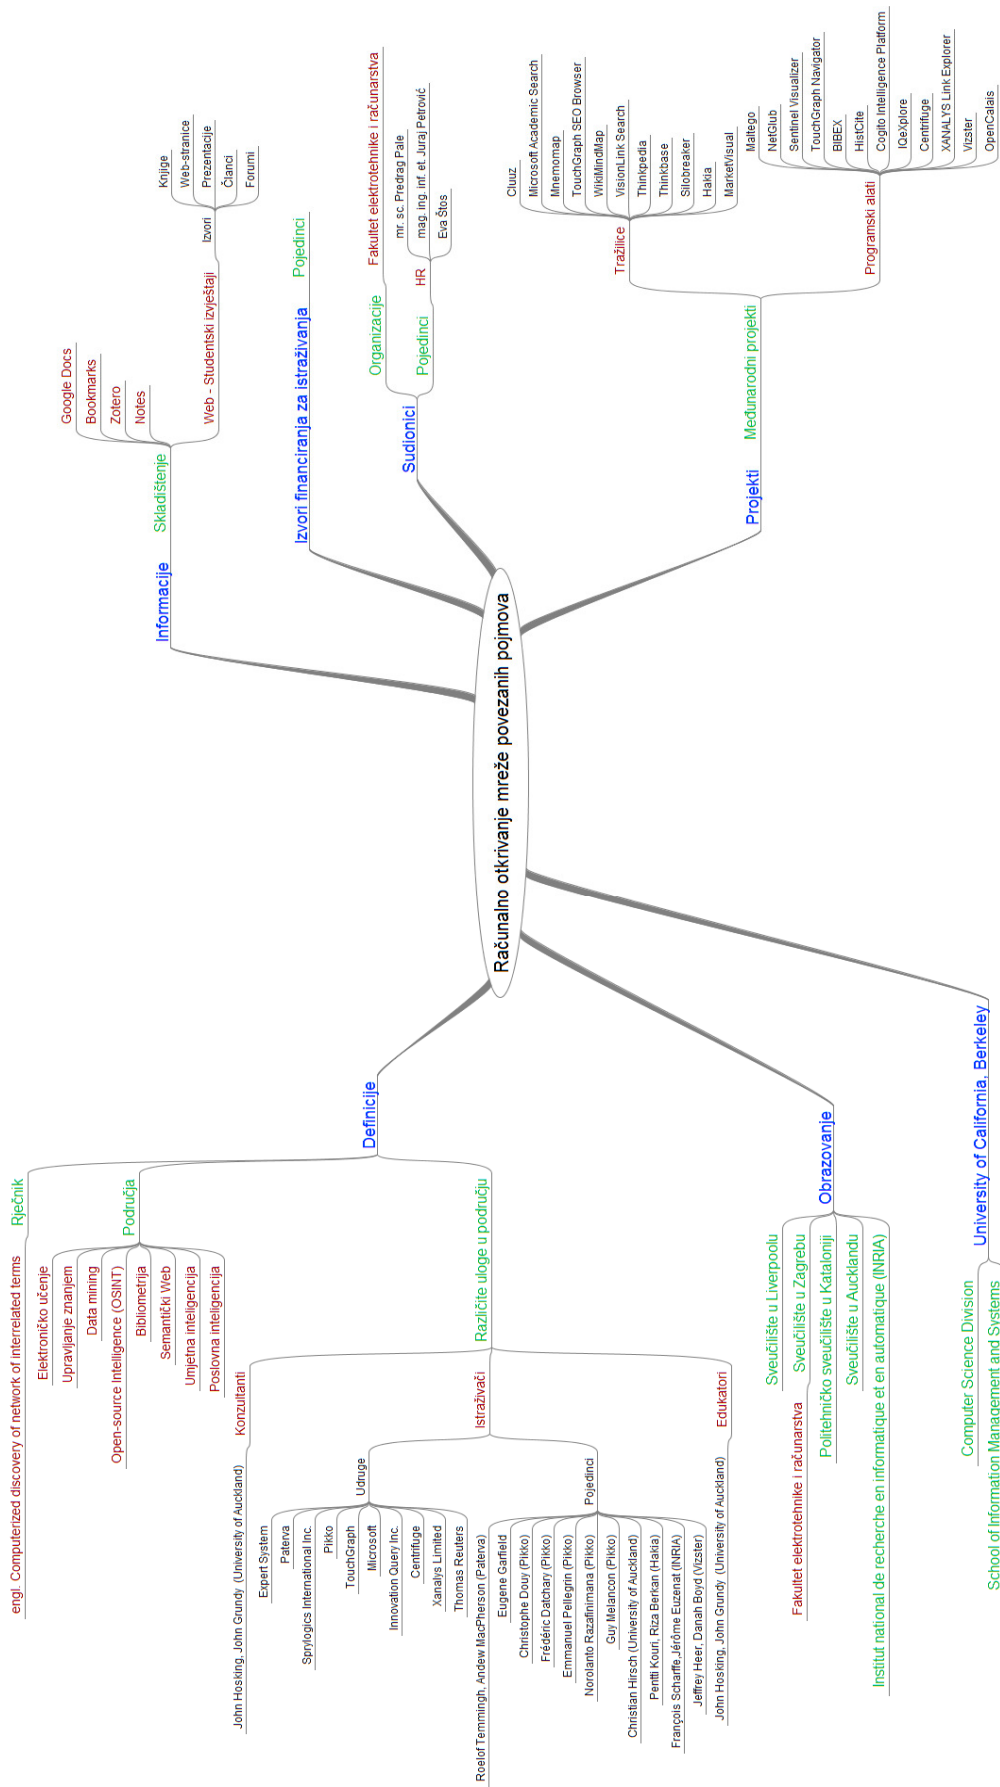 Računalno otkrivanje mreže povezanih pojmova
Definicije
Rječnik
engl. Computerized discovery of network of interrelated terms
Područja
Elektroničko učenje
Upravljanje znanjem
Data mining
Open-source Intelligence (OSINT)
Bibliometrija
Semantički Web
Umjetna inteligencija
Poslovna inteligencija
Različite uloge u području
Konzultanti
John Hosking, John Grundy (University of Auckland)
Istraživači
Udruge
Expert System
Paterva
Sprylogics International Inc.
Pikko
TouchGraph
Microsoft
Innovation Query Inc.
Centrifuge
Xanalys Limited
Thomas Reuters
Pojedinci
Roelof Temmingh, Andew MacPherson (Paterva)
Eugene Garfield
Christophe Douy (Pikko)
Frédéric Datchary (Pikko)
Emmanuel Pellegrin (Pikko)
Norolanto Razafinimana (Pikko)
Guy Melancon (Pikko)
Christian Hirsch (University of Auckland)
Pentti Kouri, Riza Berkan (Hakia)
François Scharffe,Jérôme Euzenat (INRIA)
Jeffrey Heer, Danah Boyd (Vizster)
Edukatori
John Hosking, John Grundy (University of Auckland)
Obrazovanje
Sveučilište u Liverpoolu
Sveučilište u Zagrebu
Fakultet elektrotehnike i računarstva
Politehničko sveučilište u Kataloniji
Sveučilište u Aucklandu
Institut national de recherche en informatique et en automatique (INRIA)
University of California, Berkeley
Computer Science Division
School of Information Management and Systems
Informacije
Skladištenje
Google Docs
Bookmarks
Zotero
Notes
Web - Studentski izvještaji
Izvori
Knjige
Web-stranice
Prezentacije
Članci
Forumi
Izvori financiranja za istraživanja
Pojedinci
Sudionici
Organizacije
Fakultet elektrotehnike i računarstva
Pojedinci
HR
mr. sc. Predrag Pale
mag. ing. inf. et. Juraj Petrović
Eva Štos
Projekti
Međunarodni projekti
Tražilice
Cluuz
Microsoft Academic Search
Mnemomap
TouchGraph SEO Browser
WikiMindMap
VisionLink Search
Thinkpedia
Thinkbase
Silobreaker
Hakia
MarketVisual
Programski alati
Maltego
NetGlub
Sentinel Visualizer
TouchGraph Navigator
BIBEX
HistCite
Cogito Intelligence Platform
IQeXplore
Centrifuge
XANALYS Link Explorer
Vizster
OpenCalais